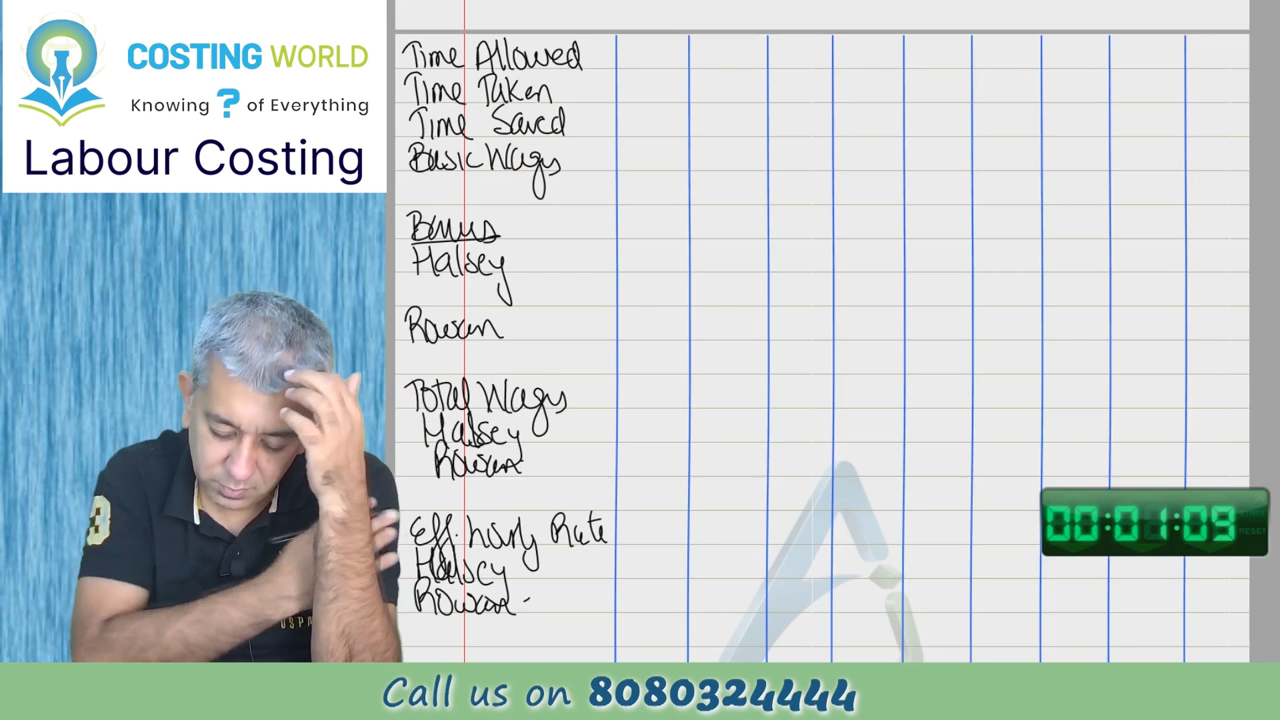 COSTING WORLD
Knowing ? of Everything
Labour Costing
Time Allowed
Time Taken
Time Saved
Basic Wages
Bonus
Halsey
Rowan
Total Wages
Halsey
Rowan
Eff. hourly Rate
Halsey
Rowan -
00:01:09
RESET
Call us on 8080324444